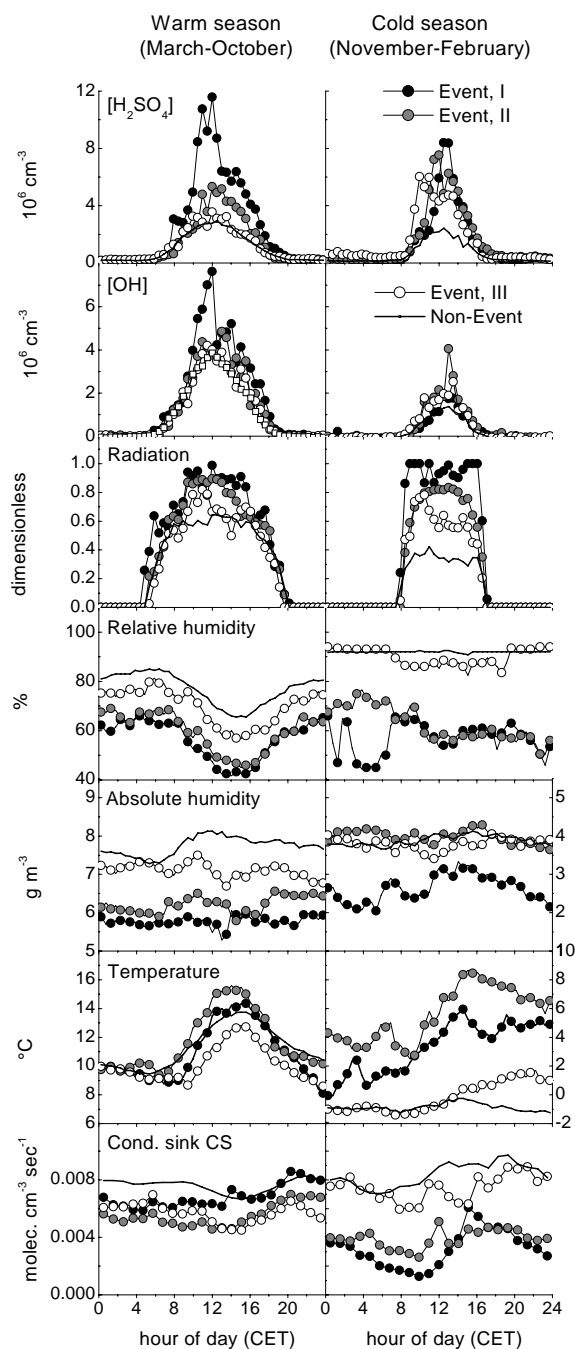 Warm season
(March-October)
Cold season
(November-February)
[H₂SO₄]
Event, I
Event, II
10⁶ cm⁻³
12
8
4
0
[OH]
Event, III
Non-Event
10⁶ cm⁻³
6
4
2
0
Radiation
dimensionless
1.0
0.8
0.6
0.4
0.2
0.0
Relative humidity
%
100
80
60
40
Absolute humidity
g m⁻³
9
8
7
6
5
5
4
3
2
10
Temperature
°C
16
14
12
10
8
6
8
6
4
2
0
-2
Cond. sink CS
molec. cm⁻³ sec⁻¹
0.008
0.004
0.000
0 4 8 12 16 20 24
0 4 8 12 16 20 24
hour of day (CET)
hour of day (CET)